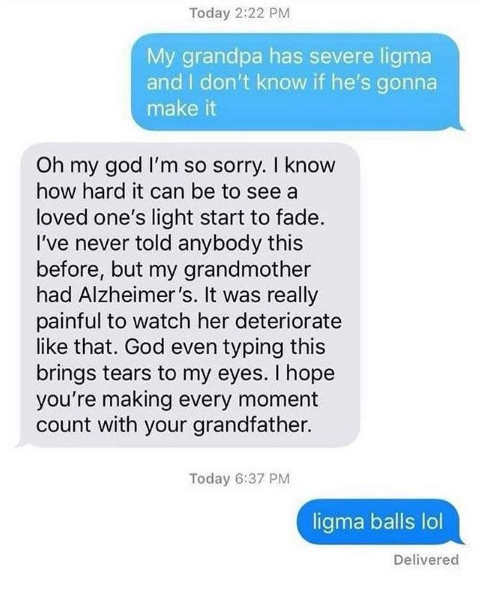 Today 2:22 PM
My grandpa has severe ligma
and I don't know if he's gonna
make it
Oh my god I'm so sorry. I know
how hard it can be to see a
loved one's light start to fade.
I've never told anybody this
before, but my grandmother
had Alzheimer's. It was really
painful to watch her deteriorate
like that. God even typing this
brings tears to my eyes. I hope
you're making every moment
count with your grandfather.
Today 6:37 PM
ligma balls lol
Delivered